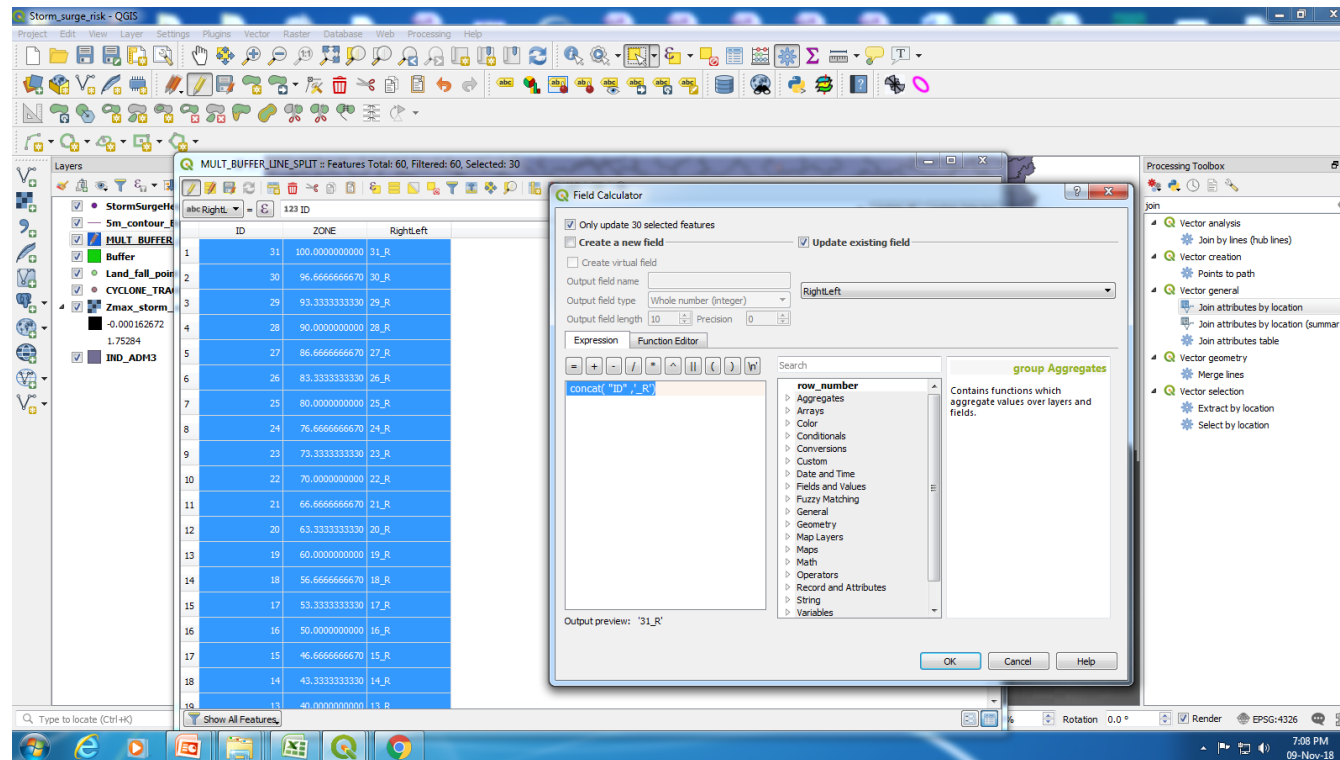 Storm_surge_risk - QGIS
Project Edit View Layer Settings Plugins Vector Raster Database Web Processing Help
Layers
StormSurgeHe
5m_contour_
MULT_BUFFER
Buffer
Land_fall_poin
CYCLONE_TRA
Zmax_storm_
-0.000162672
1.75284
IND_ADM3
MULT_BUFFER_LINE_SPLIT :: Features Total: 60, Filtered: 60, Selected: 30
abc RightL = ε 123 ID
ID ZONE RightLeft
1 31 100.0000000000 31_R
2 30 96.6666666670 30_R
3 29 93.3333333330 29_R
4 28 90.0000000000 28_R
5 27 86.6666666670 27_R
6 26 83.3333333330 26_R
7 25 80.0000000000 25_R
8 24 76.6666666670 24_R
9 23 73.3333333330 23_R
10 22 70.0000000000 22_R
11 21 66.6666666670 21_R
12 20 63.3333333330 20_R
13 19 60.0000000000 19_R
14 18 56.6666666670 18_R
15 17 53.3333333330 17_R
16 16 50.0000000000 16_R
17 15 46.6666666670 15_R
18 14 43.3333333330 14_R
19 13 40.0000000000 13_R
Show All Features
Field Calculator
Only update 30 selected features
Create a new field
Update existing field
Create virtual field
Output field name
Output field type Whole number (integer)
Output field length 10 Precision 0
RightLeft
Expression Function Editor
= + - / * ^ || ( ) '\n'
concat( "ID" ,'_R')
Output preview: '31_R'
Search
row_number
Aggregates
Arrays
Color
Conditionals
Conversions
Custom
Date and Time
Fields and Values
Fuzzy Matching
General
Geometry
Map Layers
Maps
Math
Operators
Record and Attributes
String
Variables
group Aggregates
Contains functions which
aggregate values over layers and
fields.
OK Cancel Help
Processing Toolbox
join
Vector analysis
Join by lines (hub lines)
Vector creation
Points to path
Vector general
Join attributes by location
Join attributes by location (summar
Join attributes table
Vector geometry
Merge lines
Vector selection
Extract by location
Select by location
Type to locate (Ctrl+K)
% Rotation 0.0 ° Render EPSG:4326
7:08 PM
09-Nov-18